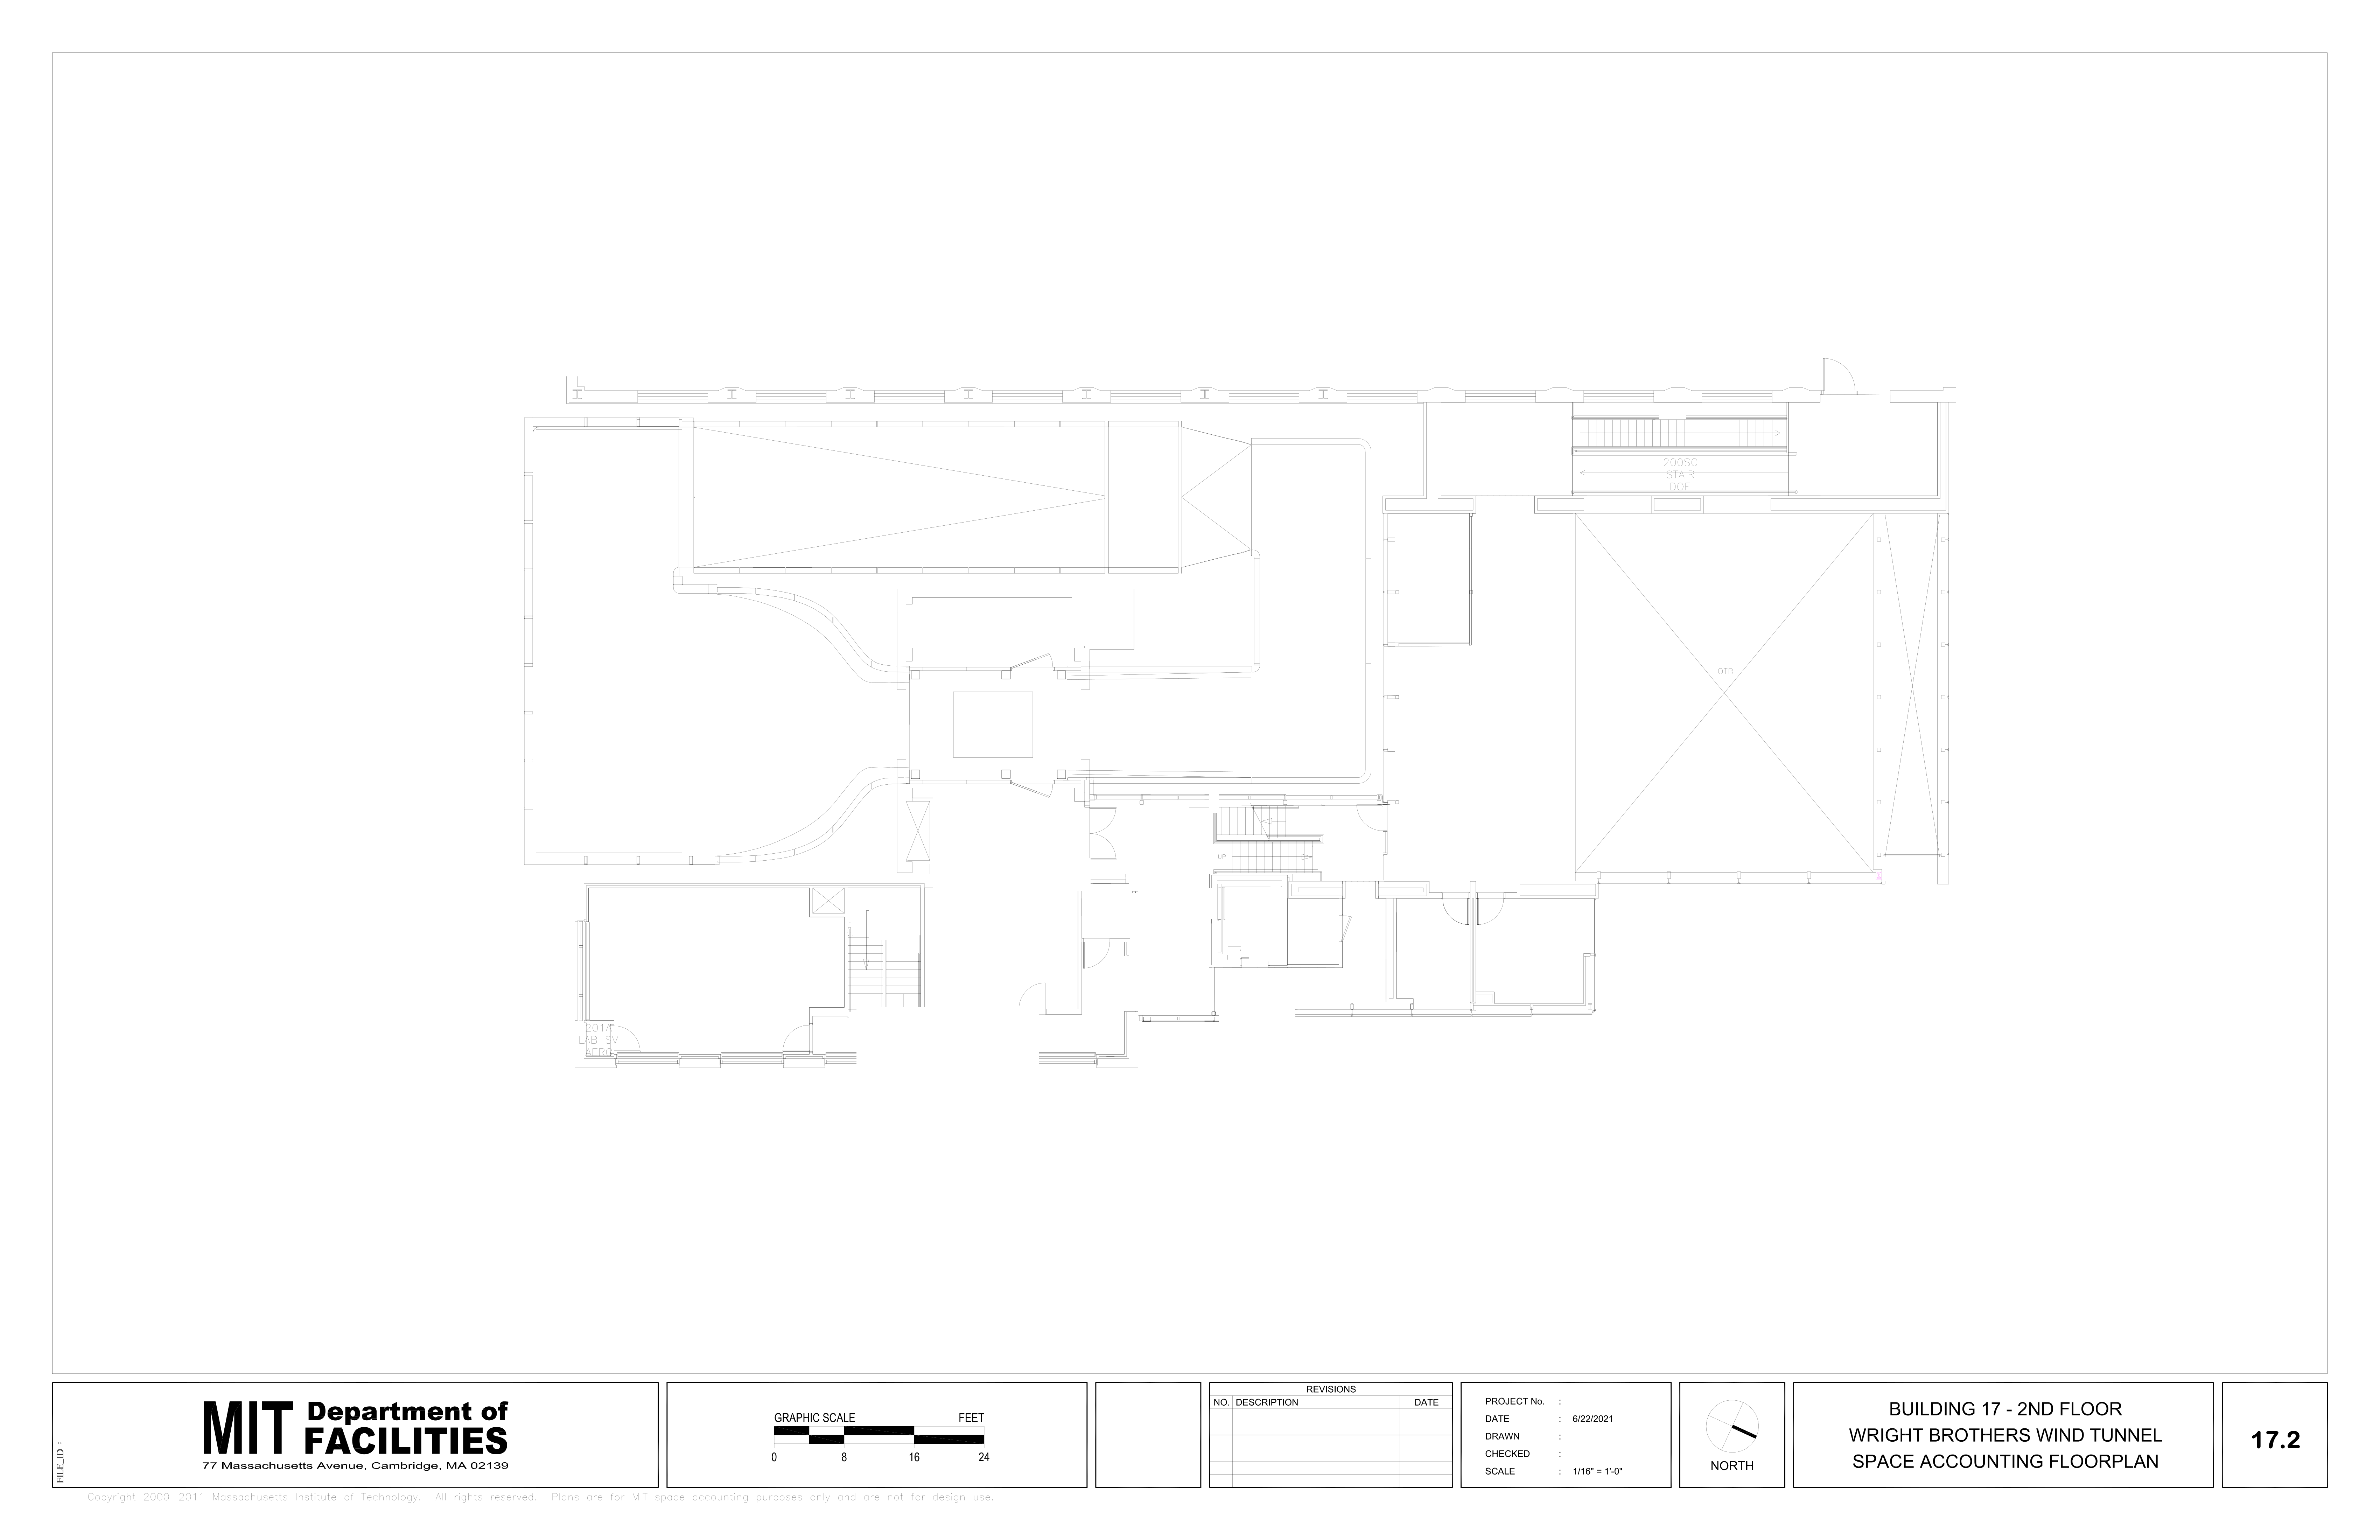 200SC
STAIR
DOF
OTB
UP
201A
LAB SV
AERO
FILE_ID :
MIT Department of
FACILITIES
77 Massachusetts Avenue, Cambridge, MA 02139
GRAPHIC SCALE FEET
0 8 16 24
REVISIONS
NO. DESCRIPTION DATE
PROJECT No. :
DATE : 6/22/2021
DRAWN :
CHECKED :
SCALE : 1/16" = 1'-0"
NORTH
BUILDING 17 - 2ND FLOOR
WRIGHT BROTHERS WIND TUNNEL
SPACE ACCOUNTING FLOORPLAN
17.2
Copyright 2000-2011 Massachusetts Institute of Technology. All rights reserved. Plans are for MIT space accounting purposes only and are not for design use.